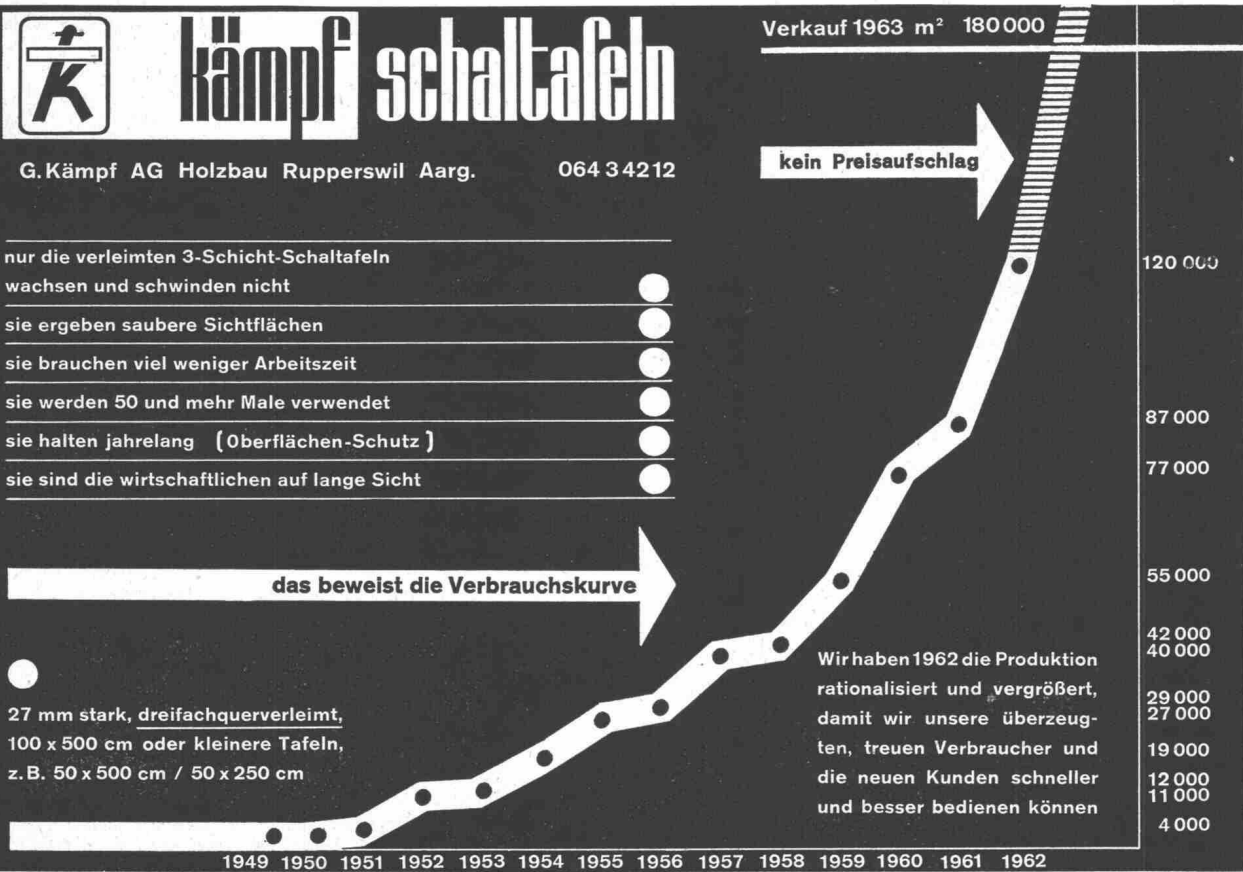 kämpf schaltafeln
G. Kämpf AG Holzbau Rupperswil Aarg. 064 3 42 12
nur die verleimten 3-Schicht-Schaltafeln
wachsen und schwinden nicht
sie ergeben saubere Sichtflächen
sie brauchen viel weniger Arbeitszeit
sie werden 50 und mehr Male verwendet
sie halten jahrelang (Oberflächen-Schutz)
sie sind die wirtschaftlichen auf lange Sicht
das beweist die Verbrauchskurve
27 mm stark, dreifachquerverleimt,
100 x 500 cm oder kleinere Tafeln,
z.B. 50 x 500 cm / 50 x 250 cm
Verkauf 1963 m² 180 000
kein Preisaufschlag
120 000
87 000
77 000
55 000
42 000
40 000
29 000
27 000
19 000
12 000
11 000
4 000
Wir haben 1962 die Produktion
rationalisiert und vergrößert,
damit wir unsere überzeug-
ten, treuen Verbraucher und
die neuen Kunden schneller
und besser bedienen können
1949 1950 1951 1952 1953 1954 1955 1956 1957 1958 1959 1960 1961 1962